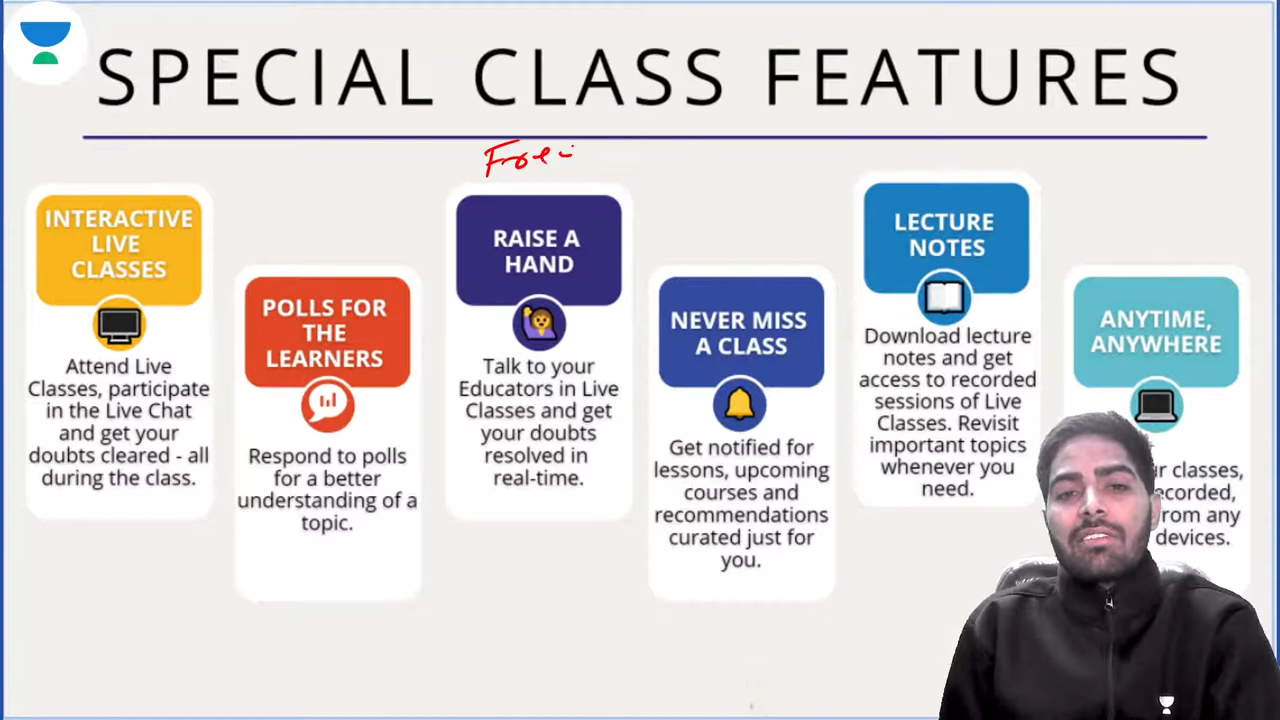 SPECIAL CLASS FEATURES
INTERACTIVE
LIVE
CLASSES
Attend Live
Classes, participate
in the Live Chat
and get your
doubts cleared - all
during the class.
POLLS FOR
THE
LEARNERS
Respond to polls
for a better
understanding of a
topic.
RAISE A
HAND
Talk to your
Educators in Live
Classes and get
your doubts
resolved in
real-time.
NEVER MISS
A CLASS
Get notified for
lessons, upcoming
courses and
recommendations
curated just for
you.
LECTURE
NOTES
Download lecture
notes and get
access to recorded
sessions of Live
Classes. Revisit
important topics
whenever you
need.
ANYTIME,
ANYWHERE
classes,
any
devices.